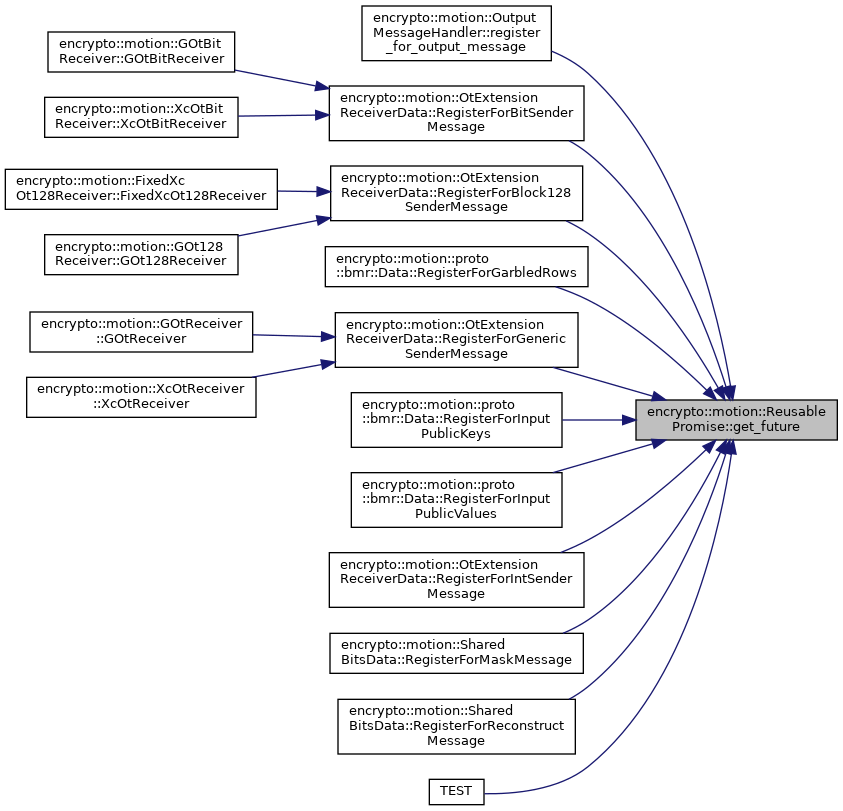 encrypto::motion::Output
MessageHandler::register
_for_output_message
encrypto::motion::GOtBit
Receiver::GOtBitReceiver
encrypto::motion::OtExtension
ReceiverData::RegisterForBitSender
Message
encrypto::motion::XcOtBit
Receiver::XcOtBitReceiver
encrypto::motion::OtExtension
ReceiverData::RegisterForBlock128
SenderMessage
encrypto::motion::FixedXc
Ot128Receiver::FixedXcOt128Receiver
encrypto::motion::GOt128
Receiver::GOt128Receiver
encrypto::motion::proto
::bmr::Data::RegisterForGarbledRows
encrypto::motion::GOtReceiver
::GOtReceiver
encrypto::motion::OtExtension
ReceiverData::RegisterForGeneric
SenderMessage
encrypto::motion::XcOtReceiver
::XcOtReceiver
encrypto::motion::proto
::bmr::Data::RegisterForInput
PublicKeys
encrypto::motion::Reusable
Promise::get_future
encrypto::motion::proto
::bmr::Data::RegisterForInput
PublicValues
encrypto::motion::OtExtension
ReceiverData::RegisterForIntSender
Message
encrypto::motion::Shared
BitsData::RegisterForMaskMessage
encrypto::motion::Shared
BitsData::RegisterForReconstruct
Message
TEST